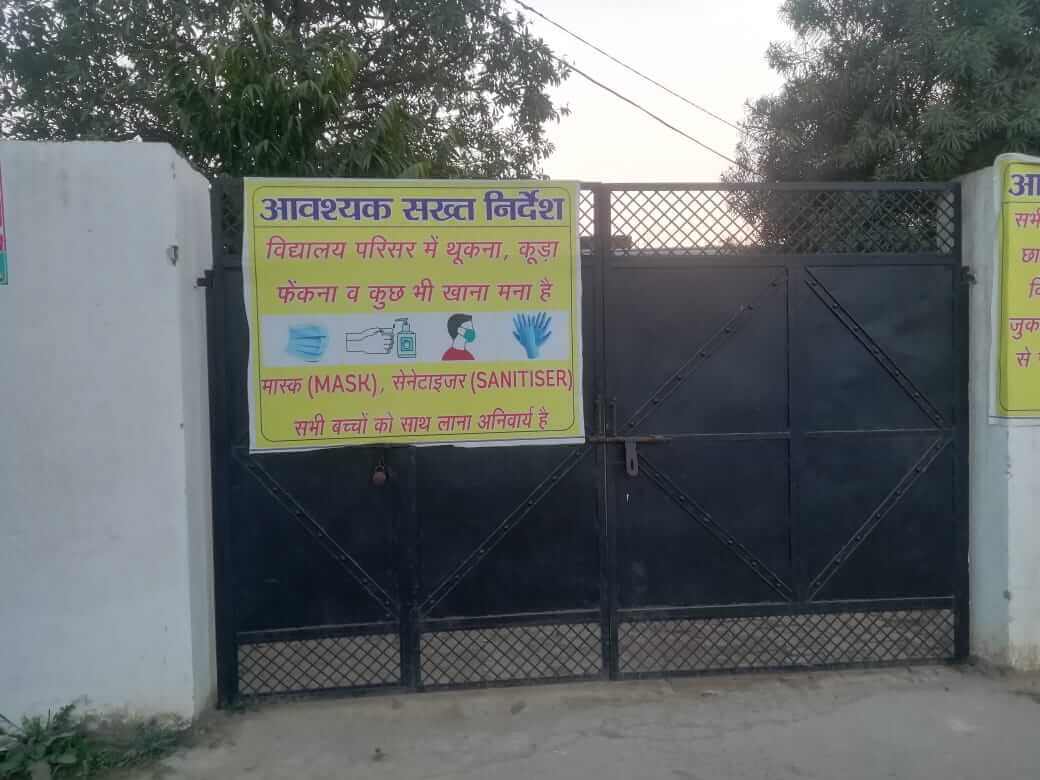 आवश्यक सख्त निर्देश
विद्यालय परिसर में थूकना, कूड़ा
फेंकना व कुछ भी खाना मना है
मास्क (MASK), सेनेटाइजर (SANITISER)
सभी बच्चों को साथ लाना अनिवार्य है
जुक
से